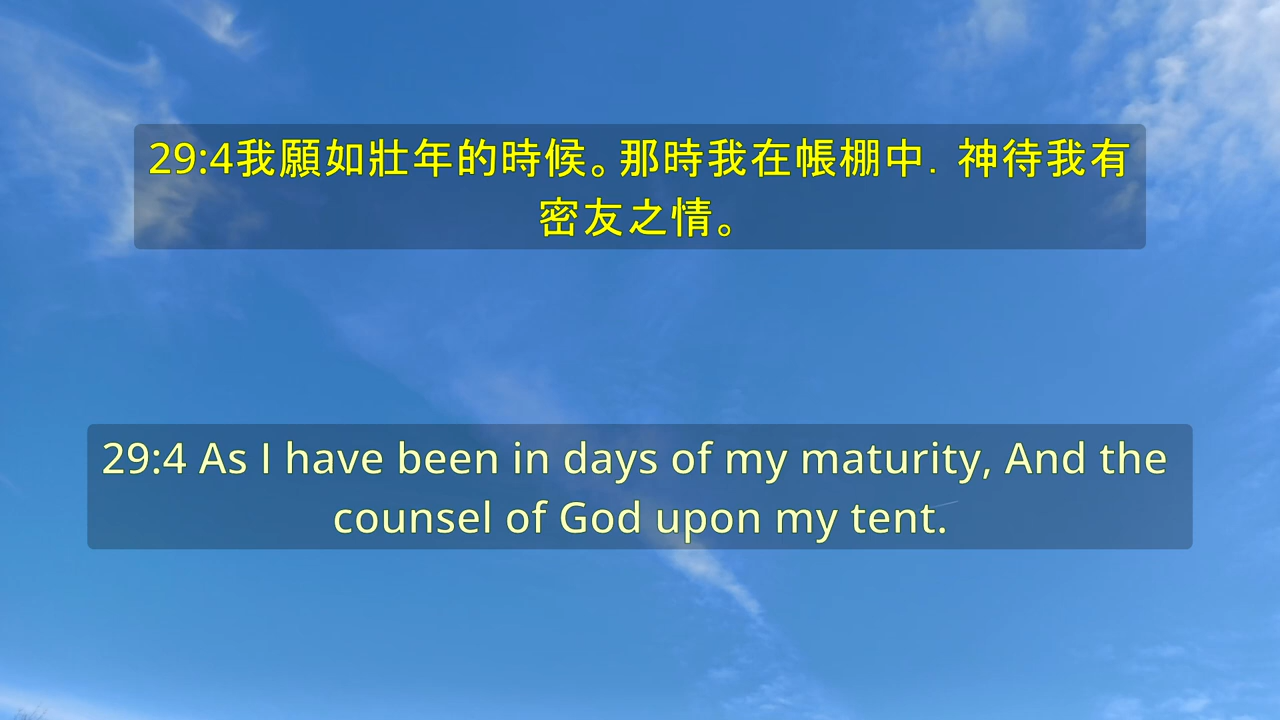 29:4我願如壯年的時候。那時我在帳棚中．神待我有
密友之情。
29:4 As I have been in days of my maturity, And the
counsel of God upon my tent.